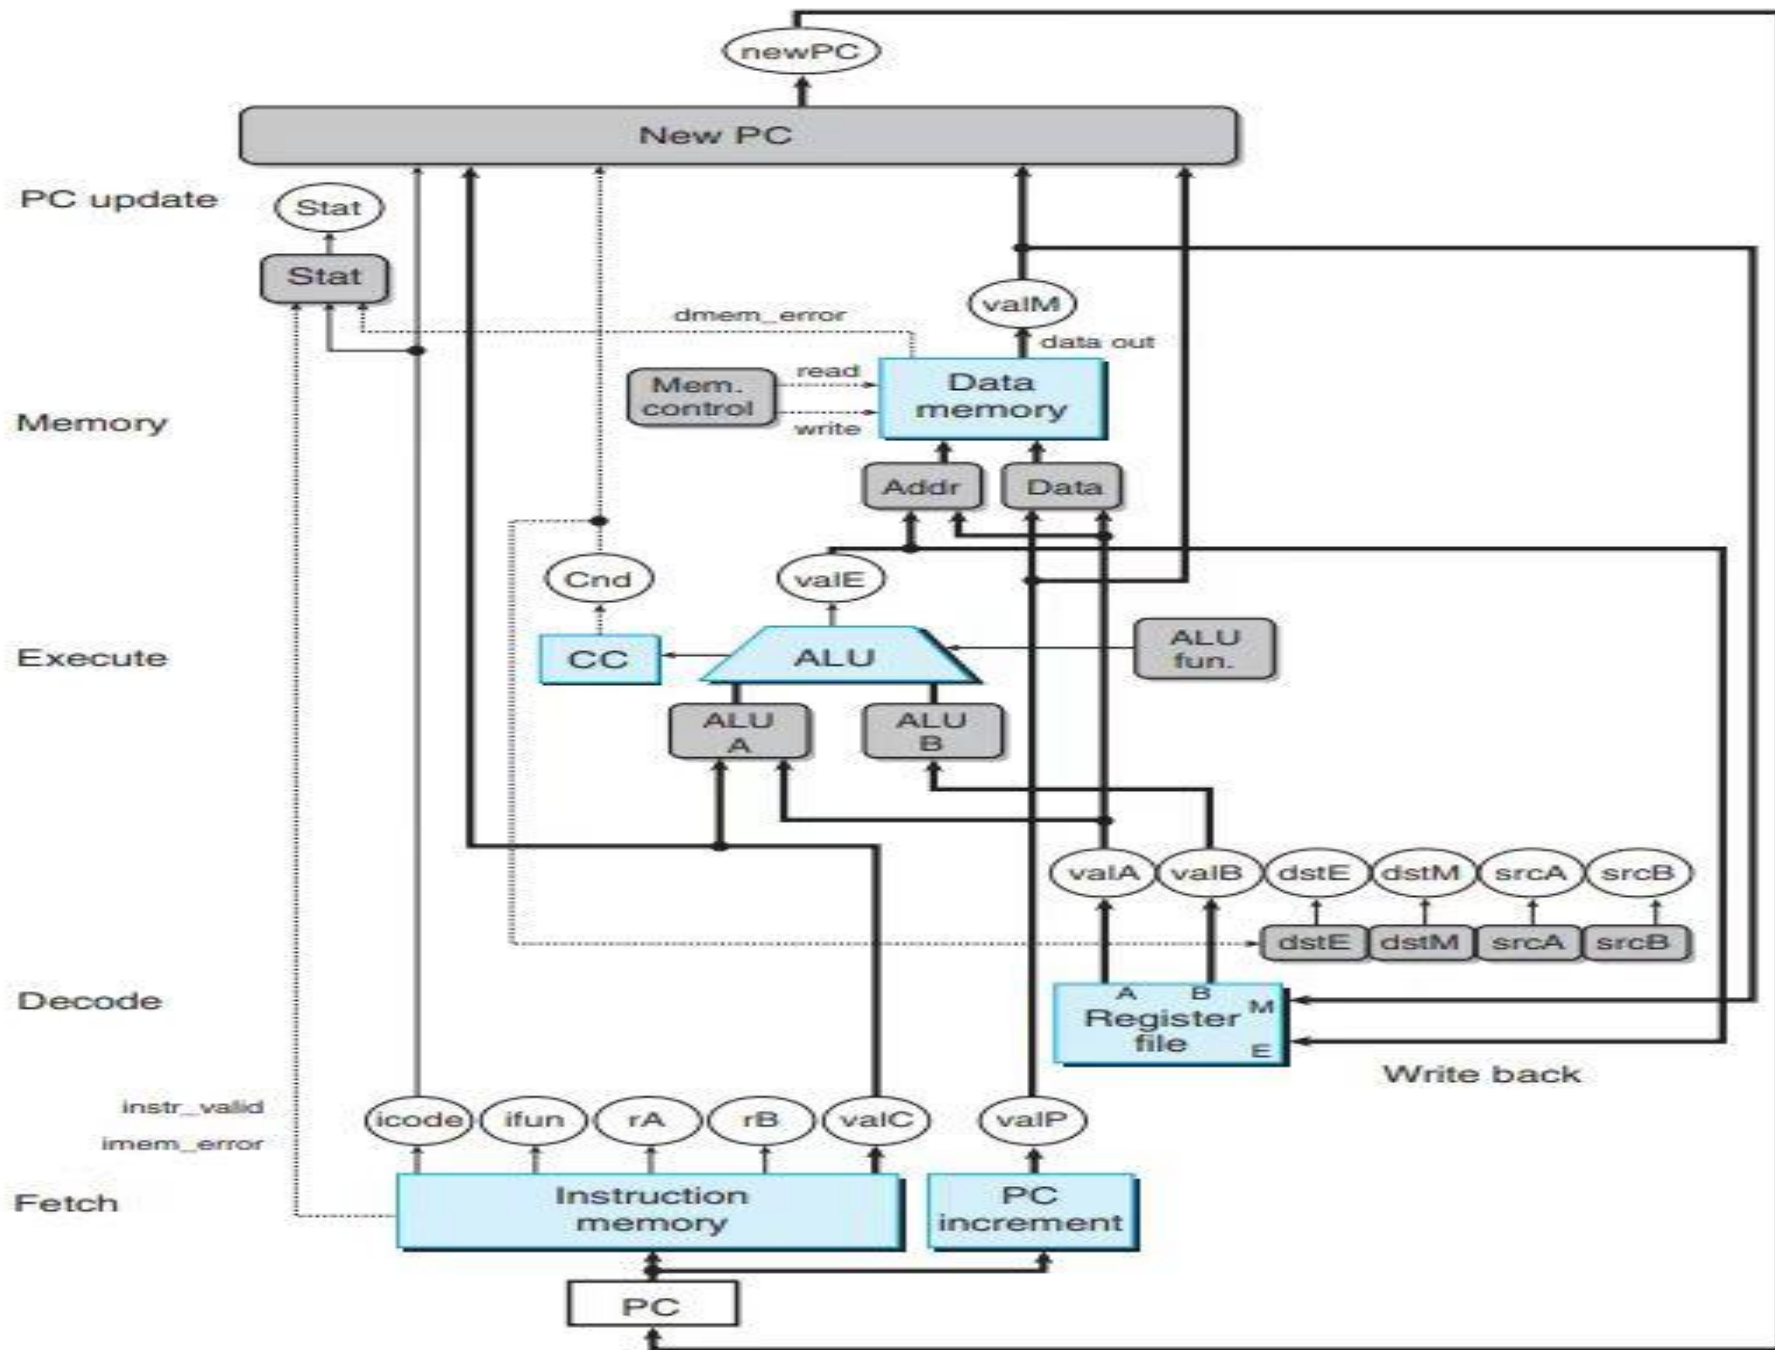 newPC
New PC
PC update
Stat
Stat
valM
dmem_error
data out
read
Mem.
control
Data
memory
Memory
write
Addr
Data
Cnd
valE
Execute
CC
ALU
ALU
fun.
ALU
A
ALU
B
valA
valB
dstE
dstM
srcA
srcB
dstE
dstM
srcA
srcB
Decode
A
B
M
Register
file
E
Write back
instr_valid
imem_error
icode
ifun
rA
rB
valC
valP
Fetch
Instruction
memory
PC
increment
PC